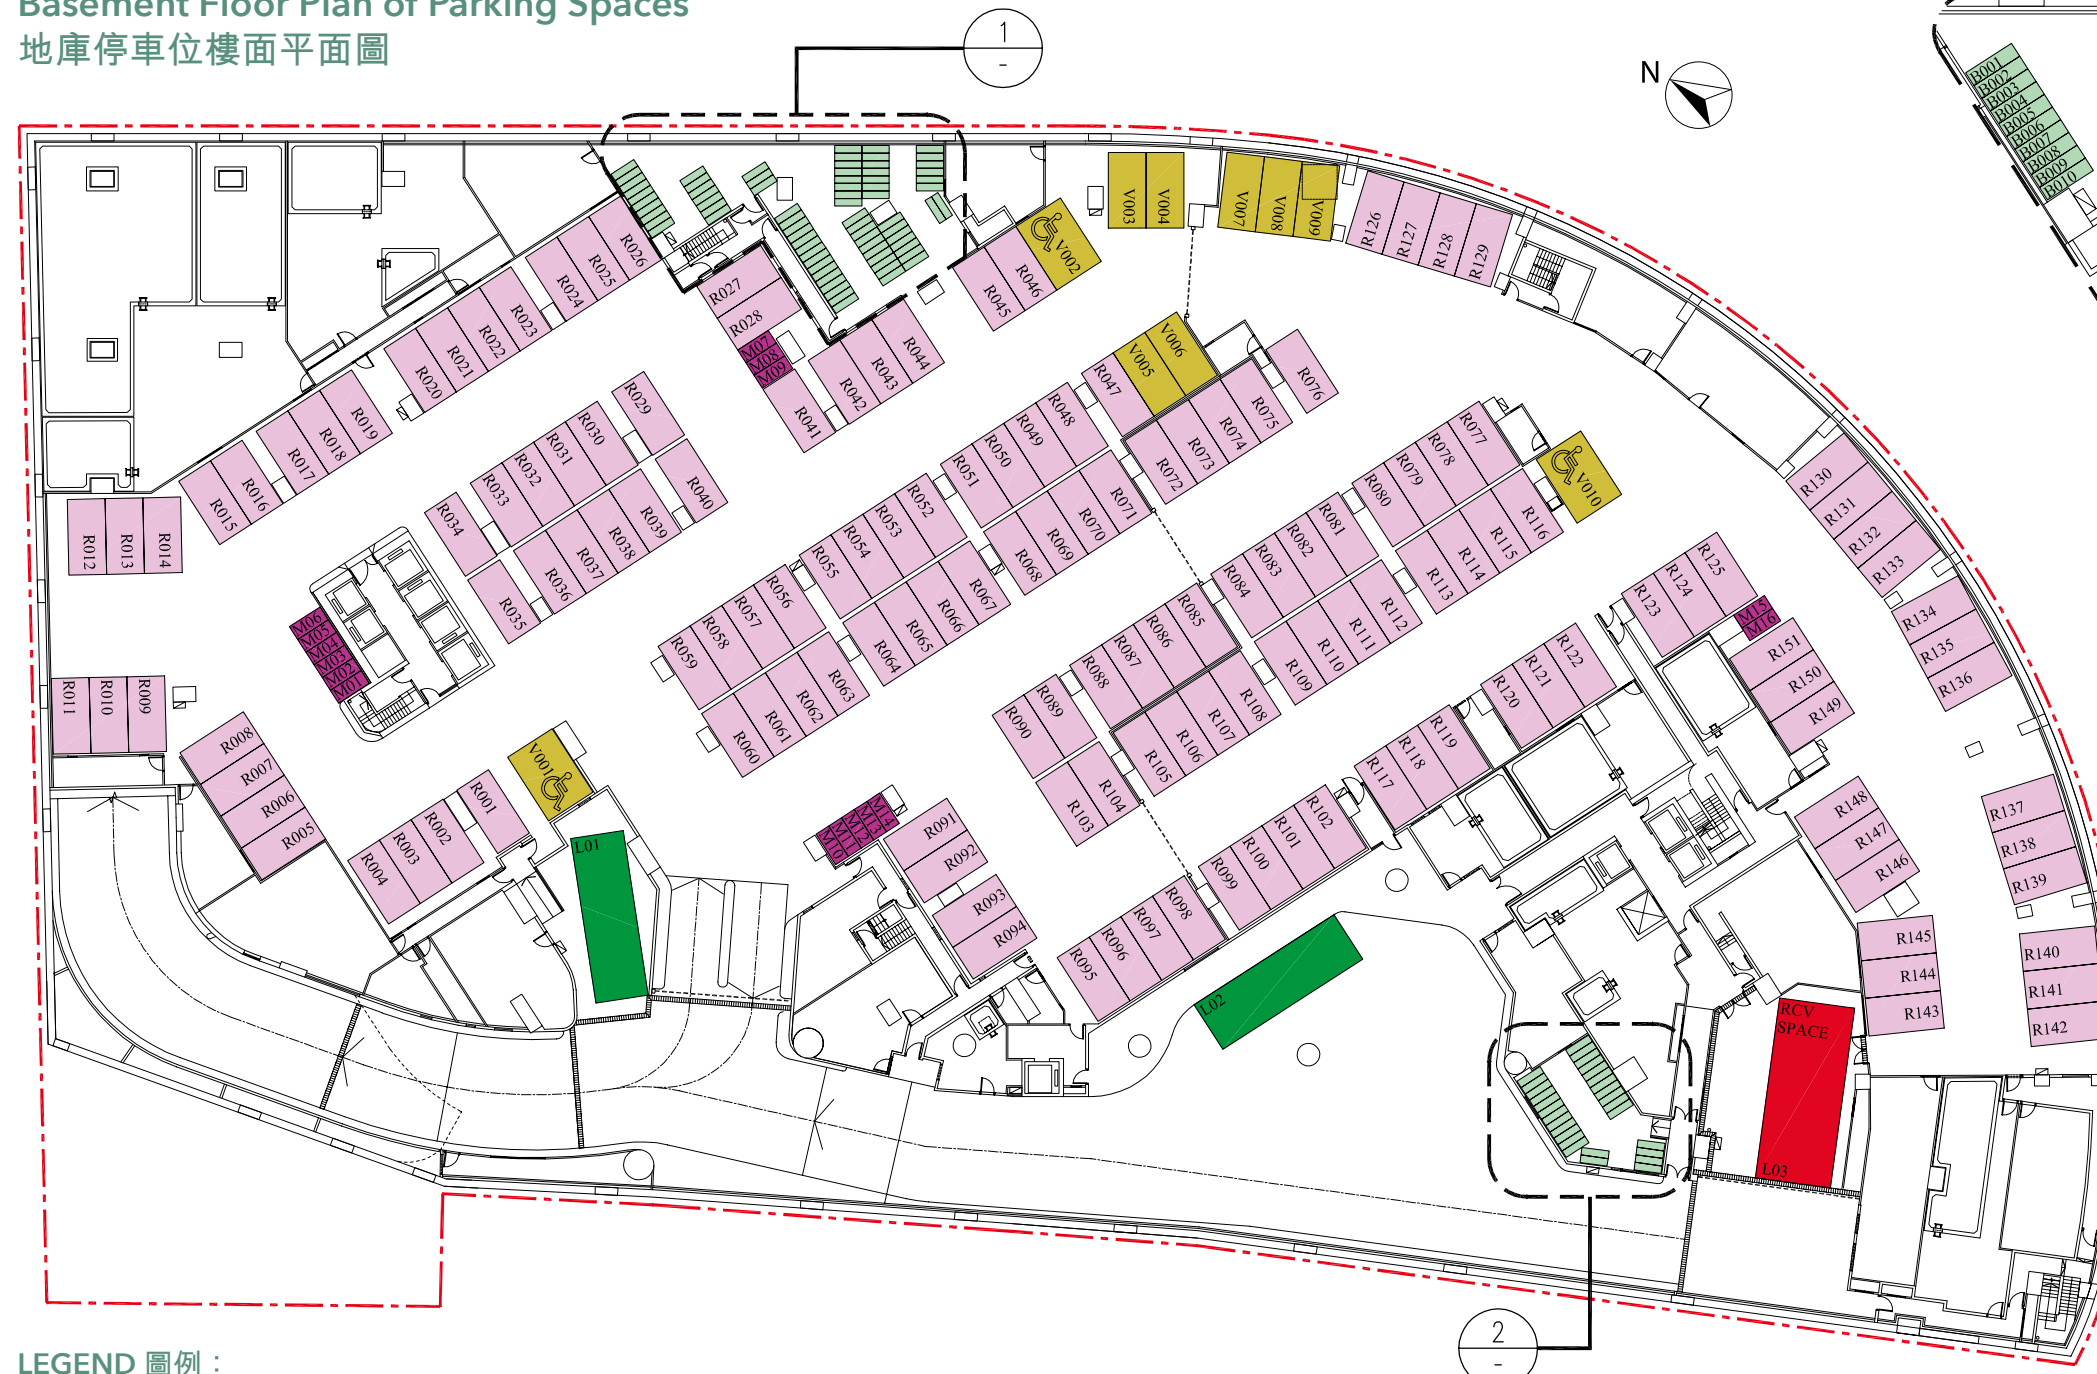 Basement Floor Plan of Parking Spaces
地庫停車位樓面平面圖
1
-
N
B001
B002
B003
B004
B005
B006
B007
B008
B009
B010
V003
V004
V007
V008
V009
R126
R127
R128
R129
V002
R046
R045
R026
R025
R024
R023
R022
R021
R020
R019
R018
R017
R016
R015
R014
R013
R012
R027
R028
M07
M08
M09
R041
R042
R043
R044
V006
V005
R047
R048
R049
R050
R051
R052
R053
R054
R055
R056
R057
R058
R059
R029
R030
R031
R032
R033
R034
R035
R036
R037
R038
R039
R040
R076
R075
R074
R073
R072
R071
R070
R069
R068
R067
R066
R065
R064
R063
R062
R061
R060
R077
R078
R079
R080
R081
R082
R083
R084
R085
R086
R087
R088
R089
R090
V010
R116
R115
R114
R113
R112
R111
R110
R109
R108
R107
R106
R105
R104
R103
R130
R131
R132
R133
R134
R135
R136
R125
R124
R123
M15
M16
R151
R150
R149
R122
R121
R120
R119
R118
R117
R102
R101
R100
R099
R098
R097
R096
R095
M06
M05
M04
M03
M02
M01
R011
R010
R009
R008
R007
R006
R005
R004
R003
R002
R001
V001
L01
M10
M11
M12
M13
M14
R091
R092
R093
R094
L02
R148
R147
R146
R137
R138
R139
R145
R144
R143
R140
R141
R142
RCV
SPACE
L03
2
-
LEGEND 圖例：